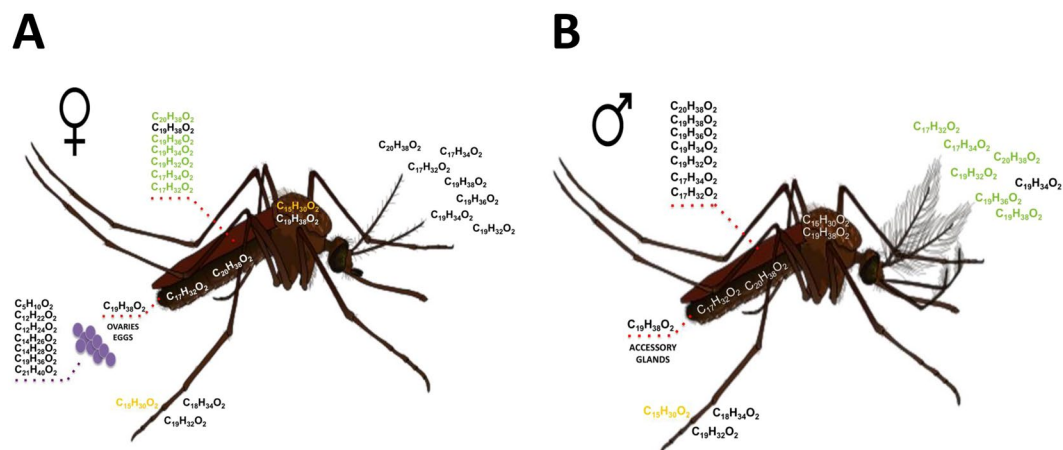 A
B
♀
C₂₀H₃₈O₂
C₁₉H₃₈O₂
C₁₉H₃₆O₂
C₁₉H₃₄O₂
C₁₉H₃₂O₂
C₁₇H₃₄O₂
C₁₇H₃₂O₂
C₂₀H₃₈O₂
C₁₇H₃₄O₂
C₁₇H₃₂O₂
C₁₉H₃₈O₂
C₁₉H₃₆O₂
C₁₉H₃₄O₂
C₁₉H₃₂O₂
C₁₅H₃₀O₂
C₁₉H₃₈O₂
C₂₀H₃₈O₂
C₁₇H₃₂O₂
C₁₉H₃₈O₂
OVARIES
EGGS
C₅H₁₀O₂
C₁₂H₂₂O₂
C₁₂H₂₄O₂
C₁₄H₂₆O₂
C₁₄H₂₈O₂
C₁₉H₃₆O₂
C₂₁H₄₀O₂
C₁₅H₃₀O₂
C₁₈H₃₄O₂
C₁₉H₃₂O₂
♂
C₂₀H₃₈O₂
C₁₉H₃₈O₂
C₁₉H₃₆O₂
C₁₉H₃₄O₂
C₁₉H₃₂O₂
C₁₇H₃₄O₂
C₁₇H₃₂O₂
C₁₇H₃₂O₂
C₁₇H₃₄O₂
C₂₀H₃₈O₂
C₁₉H₃₂O₂
C₁₉H₃₄O₂
C₁₉H₃₆O₂
C₁₉H₃₈O₂
C₁₅H₃₀O₂
C₁₉H₃₈O₂
C₁₇H₃₂O₂ C₂₀H₃₈O₂
C₁₉H₃₈O₂
ACCESSORY
GLANDS
C₁₅H₃₀O₂
C₁₈H₃₄O₂
C₁₉H₃₂O₂